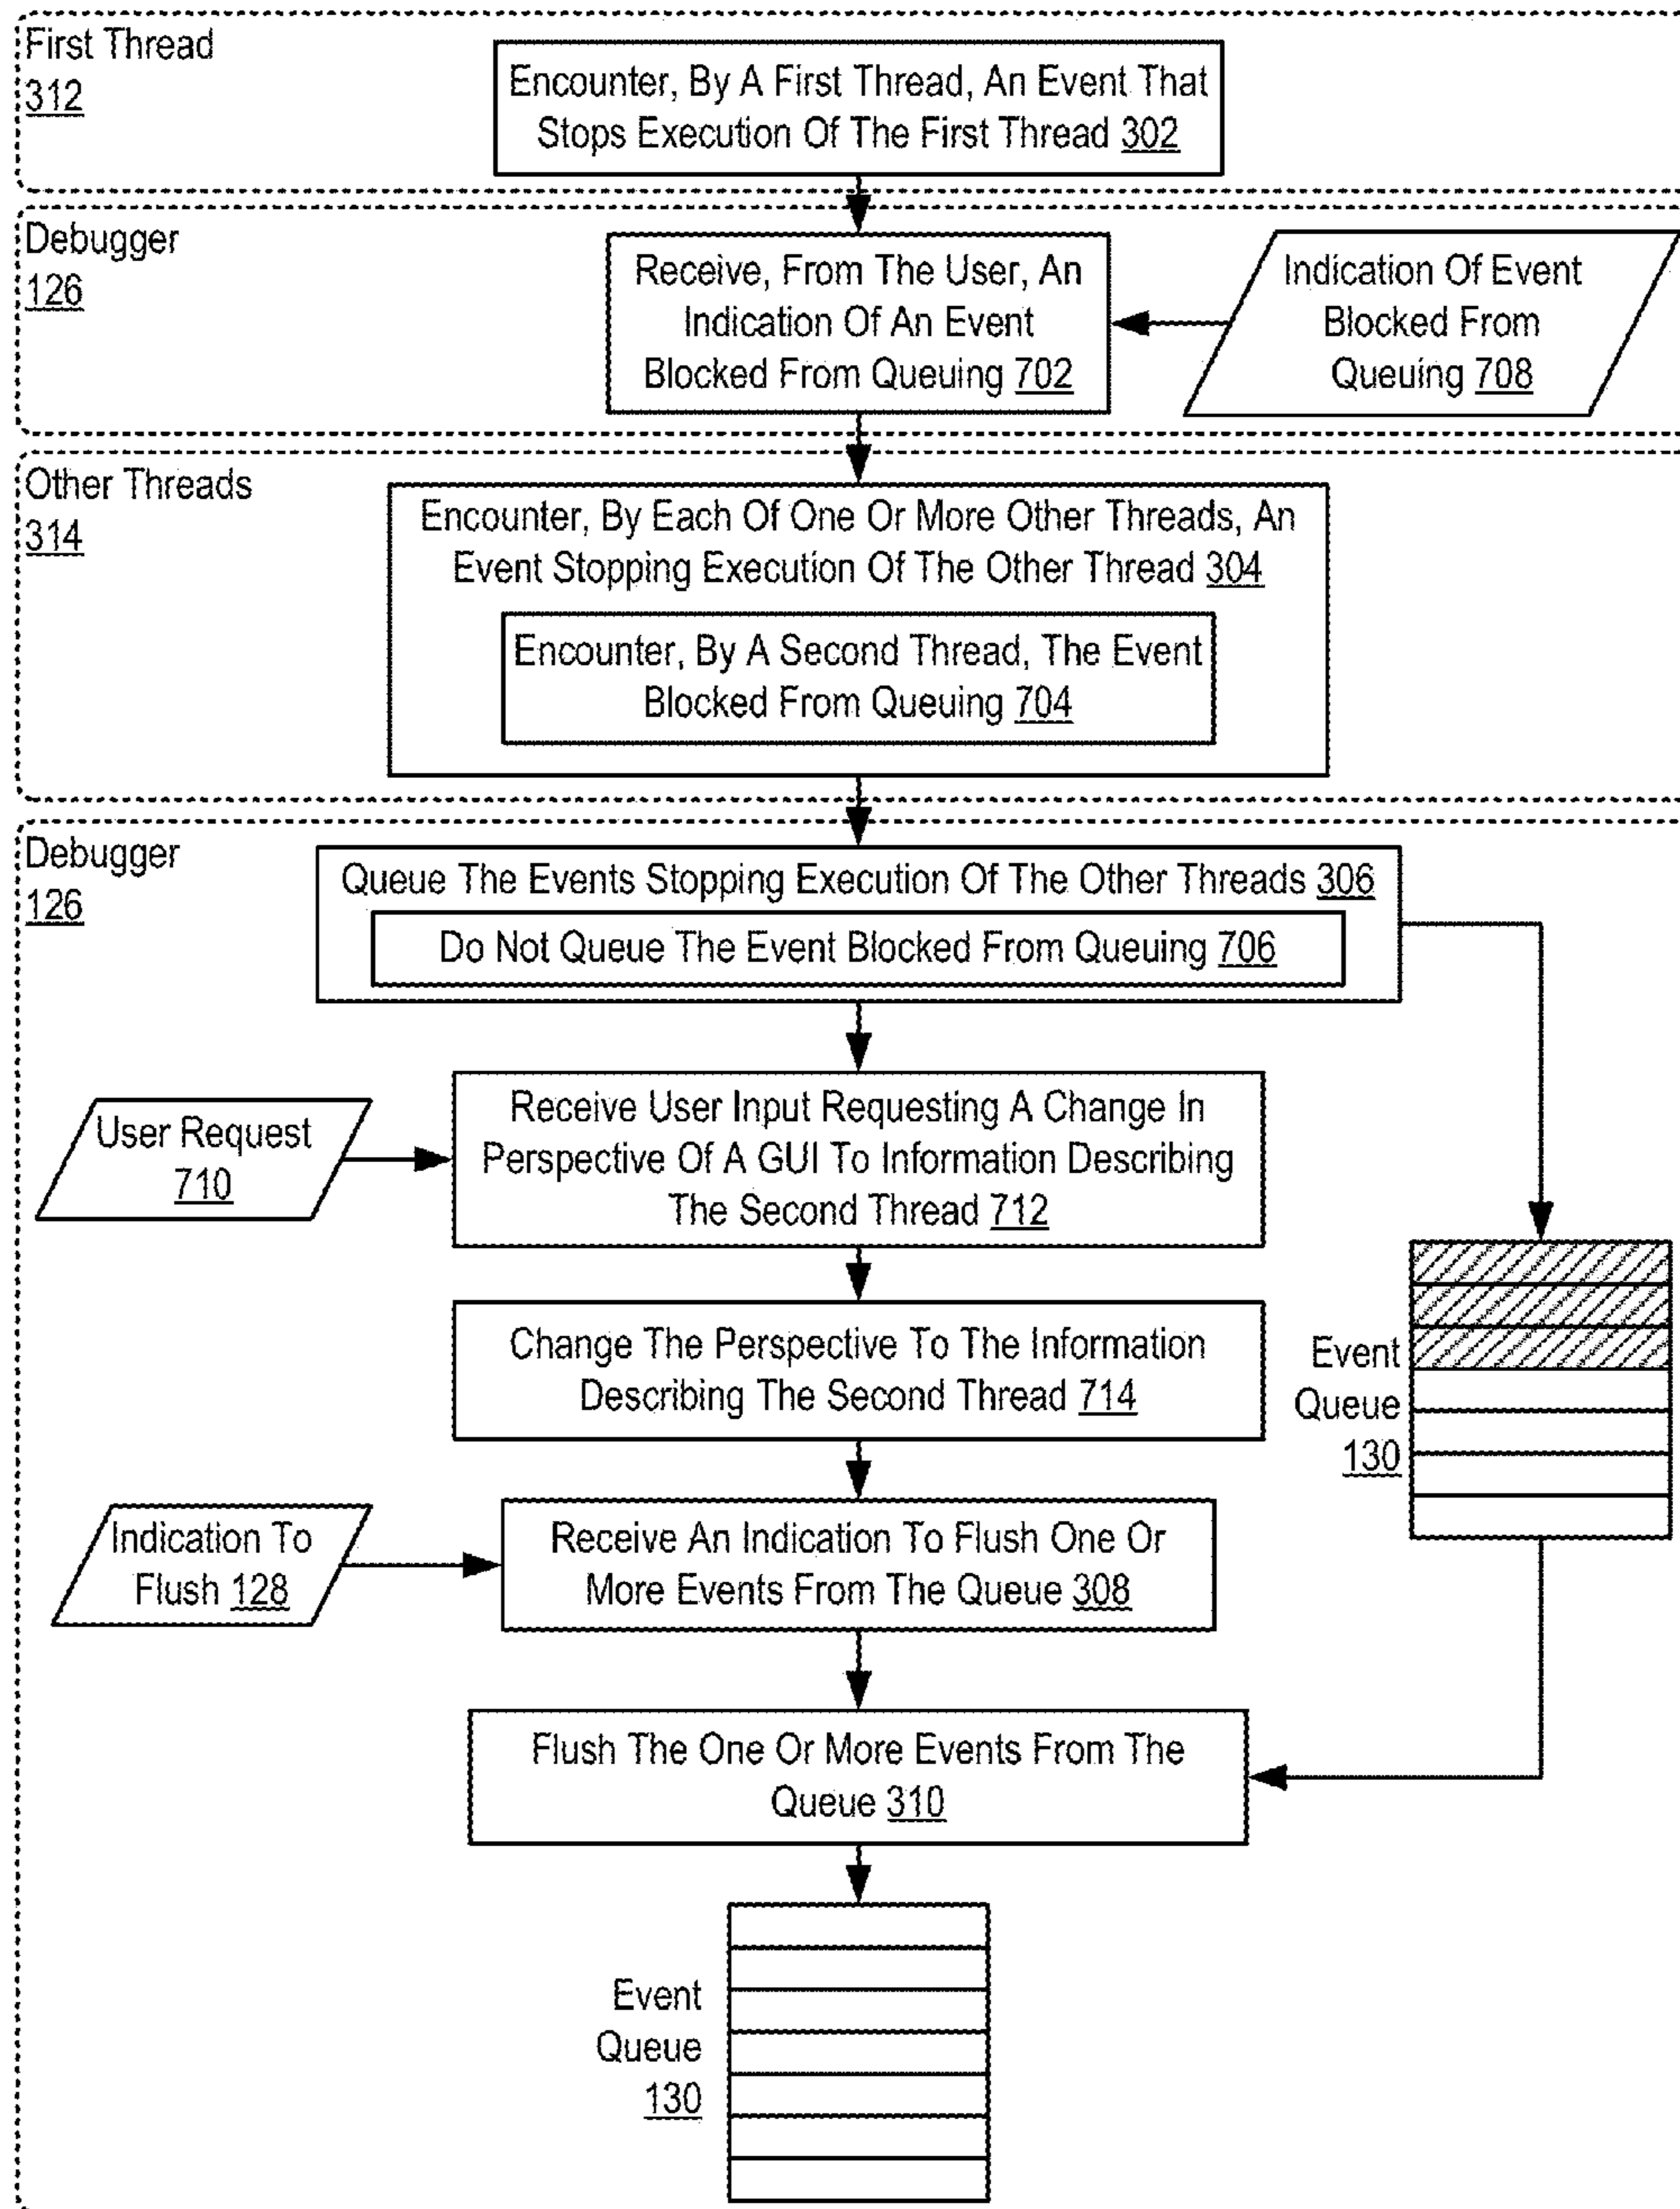 First Thread
312
Encounter, By A First Thread, An Event That
Stops Execution Of The First Thread 302
Debugger
126
Receive, From The User, An
Indication Of An Event
Blocked From Queuing 702
Indication Of Event
Blocked From
Queuing 708
Other Threads
314
Encounter, By Each Of One Or More Other Threads, An
Event Stopping Execution Of The Other Thread 304
Encounter, By A Second Thread, The Event
Blocked From Queuing 704
Debugger
126
Queue The Events Stopping Execution Of The Other Threads 306
Do Not Queue The Event Blocked From Queuing 706
User Request
710
Receive User Input Requesting A Change In
Perspective Of A GUI To Information Describing
The Second Thread 712
Change The Perspective To The Information
Describing The Second Thread 714
Event
Queue
130
Indication To
Flush 128
Receive An Indication To Flush One Or
More Events From The Queue 308
Flush The One Or More Events From The
Queue 310
Event
Queue
130